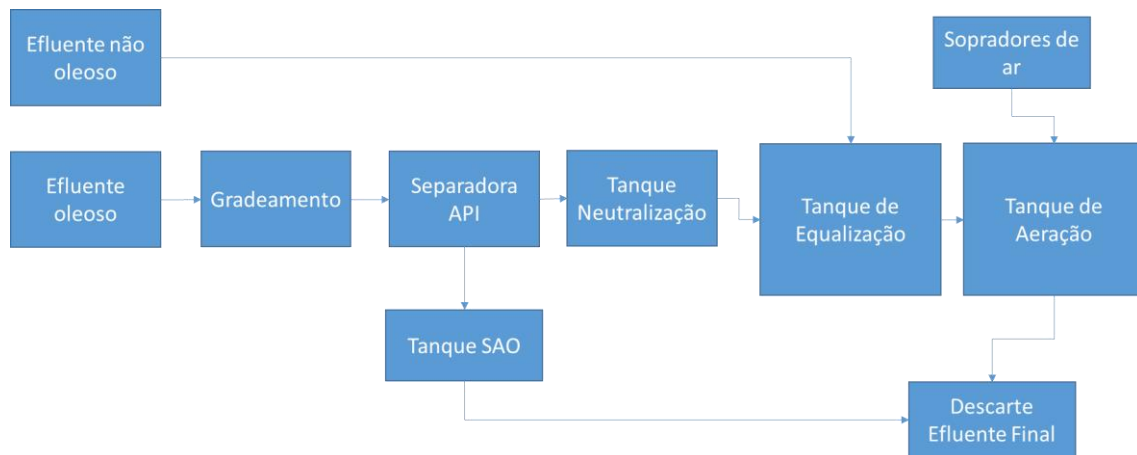 Efluente não
oleoso
Sopradores de
ar
Efluente
oleoso
Gradeamento
Separadora
API
Tanque
Neutralização
Tanque de
Equalização
Tanque de
Aeração
Tanque SAO
Descarte
Efluente Final